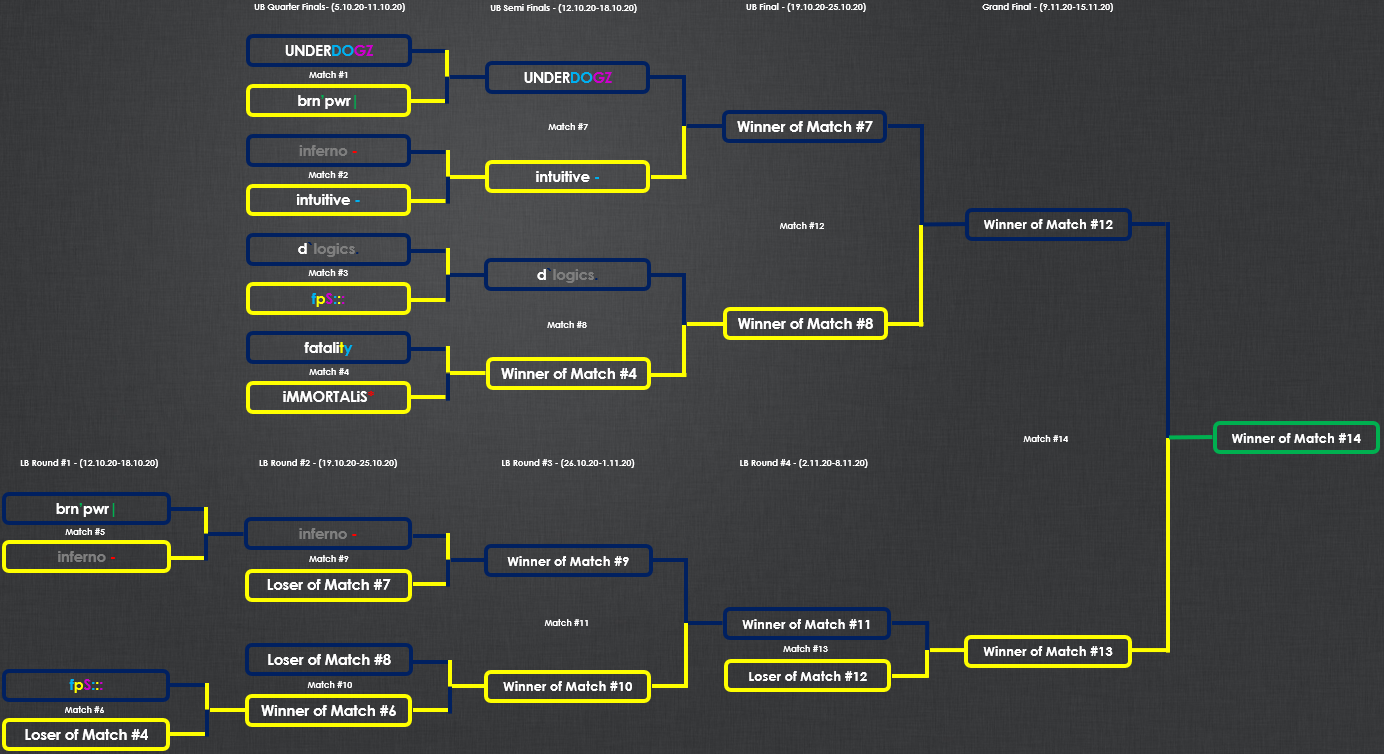 UB Quarter Finals- (5.10.20-11.10.20)
UB Semi Finals - (12.10.20-18.10.20)
UB Final - (19.10.20-25.10.20)
Grand Final - (9.11.20-15.11.20)
UNDERDOGZ
Match #1
brn'pwr |
inferno -
Match #2
intuitive -
d`logics.
Match #3
fpS:::
fatality
Match #4
iMMORTALiS"
UNDERDOGZ
Match #7
intuitive -
d`logics.
Match #8
Winner of Match #4
Winner of Match #7
Match #12
Winner of Match #8
Winner of Match #12
Match #14
Winner of Match #14
LB Round #1 - (12.10.20-18.10.20)
LB Round #2 - (19.10.20-25.10.20)
LB Round #3 - (26.10.20-1.11.20)
LB Round #4 - (2.11.20-8.11.20)
brn'pwr |
Match #5
inferno -
fpS:::
Match #6
Loser of Match #4
inferno -
Match #9
Loser of Match #7
Loser of Match #8
Match #10
Winner of Match #6
Winner of Match #9
Match #11
Winner of Match #10
Winner of Match #11
Match #13
Loser of Match #12
Winner of Match #13